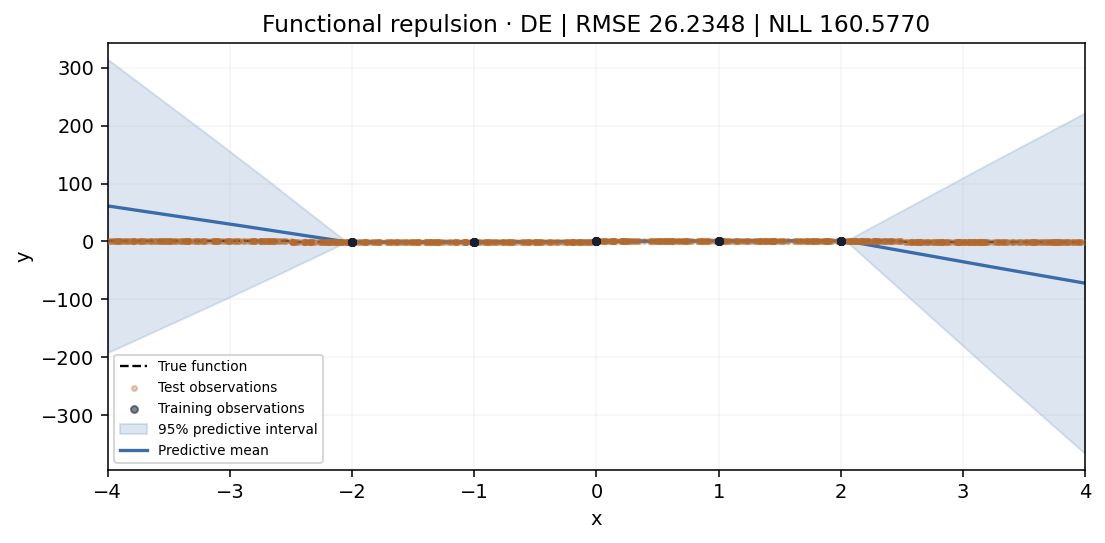 Functional repulsion · DE | RMSE 26.2348 | NLL 160.5770
300
200
100
0
−100
−200
−300
y
True function
Test observations
Training observations
95% predictive interval
Predictive mean
−4
−3
−2
−1
0
1
2
3
4
x